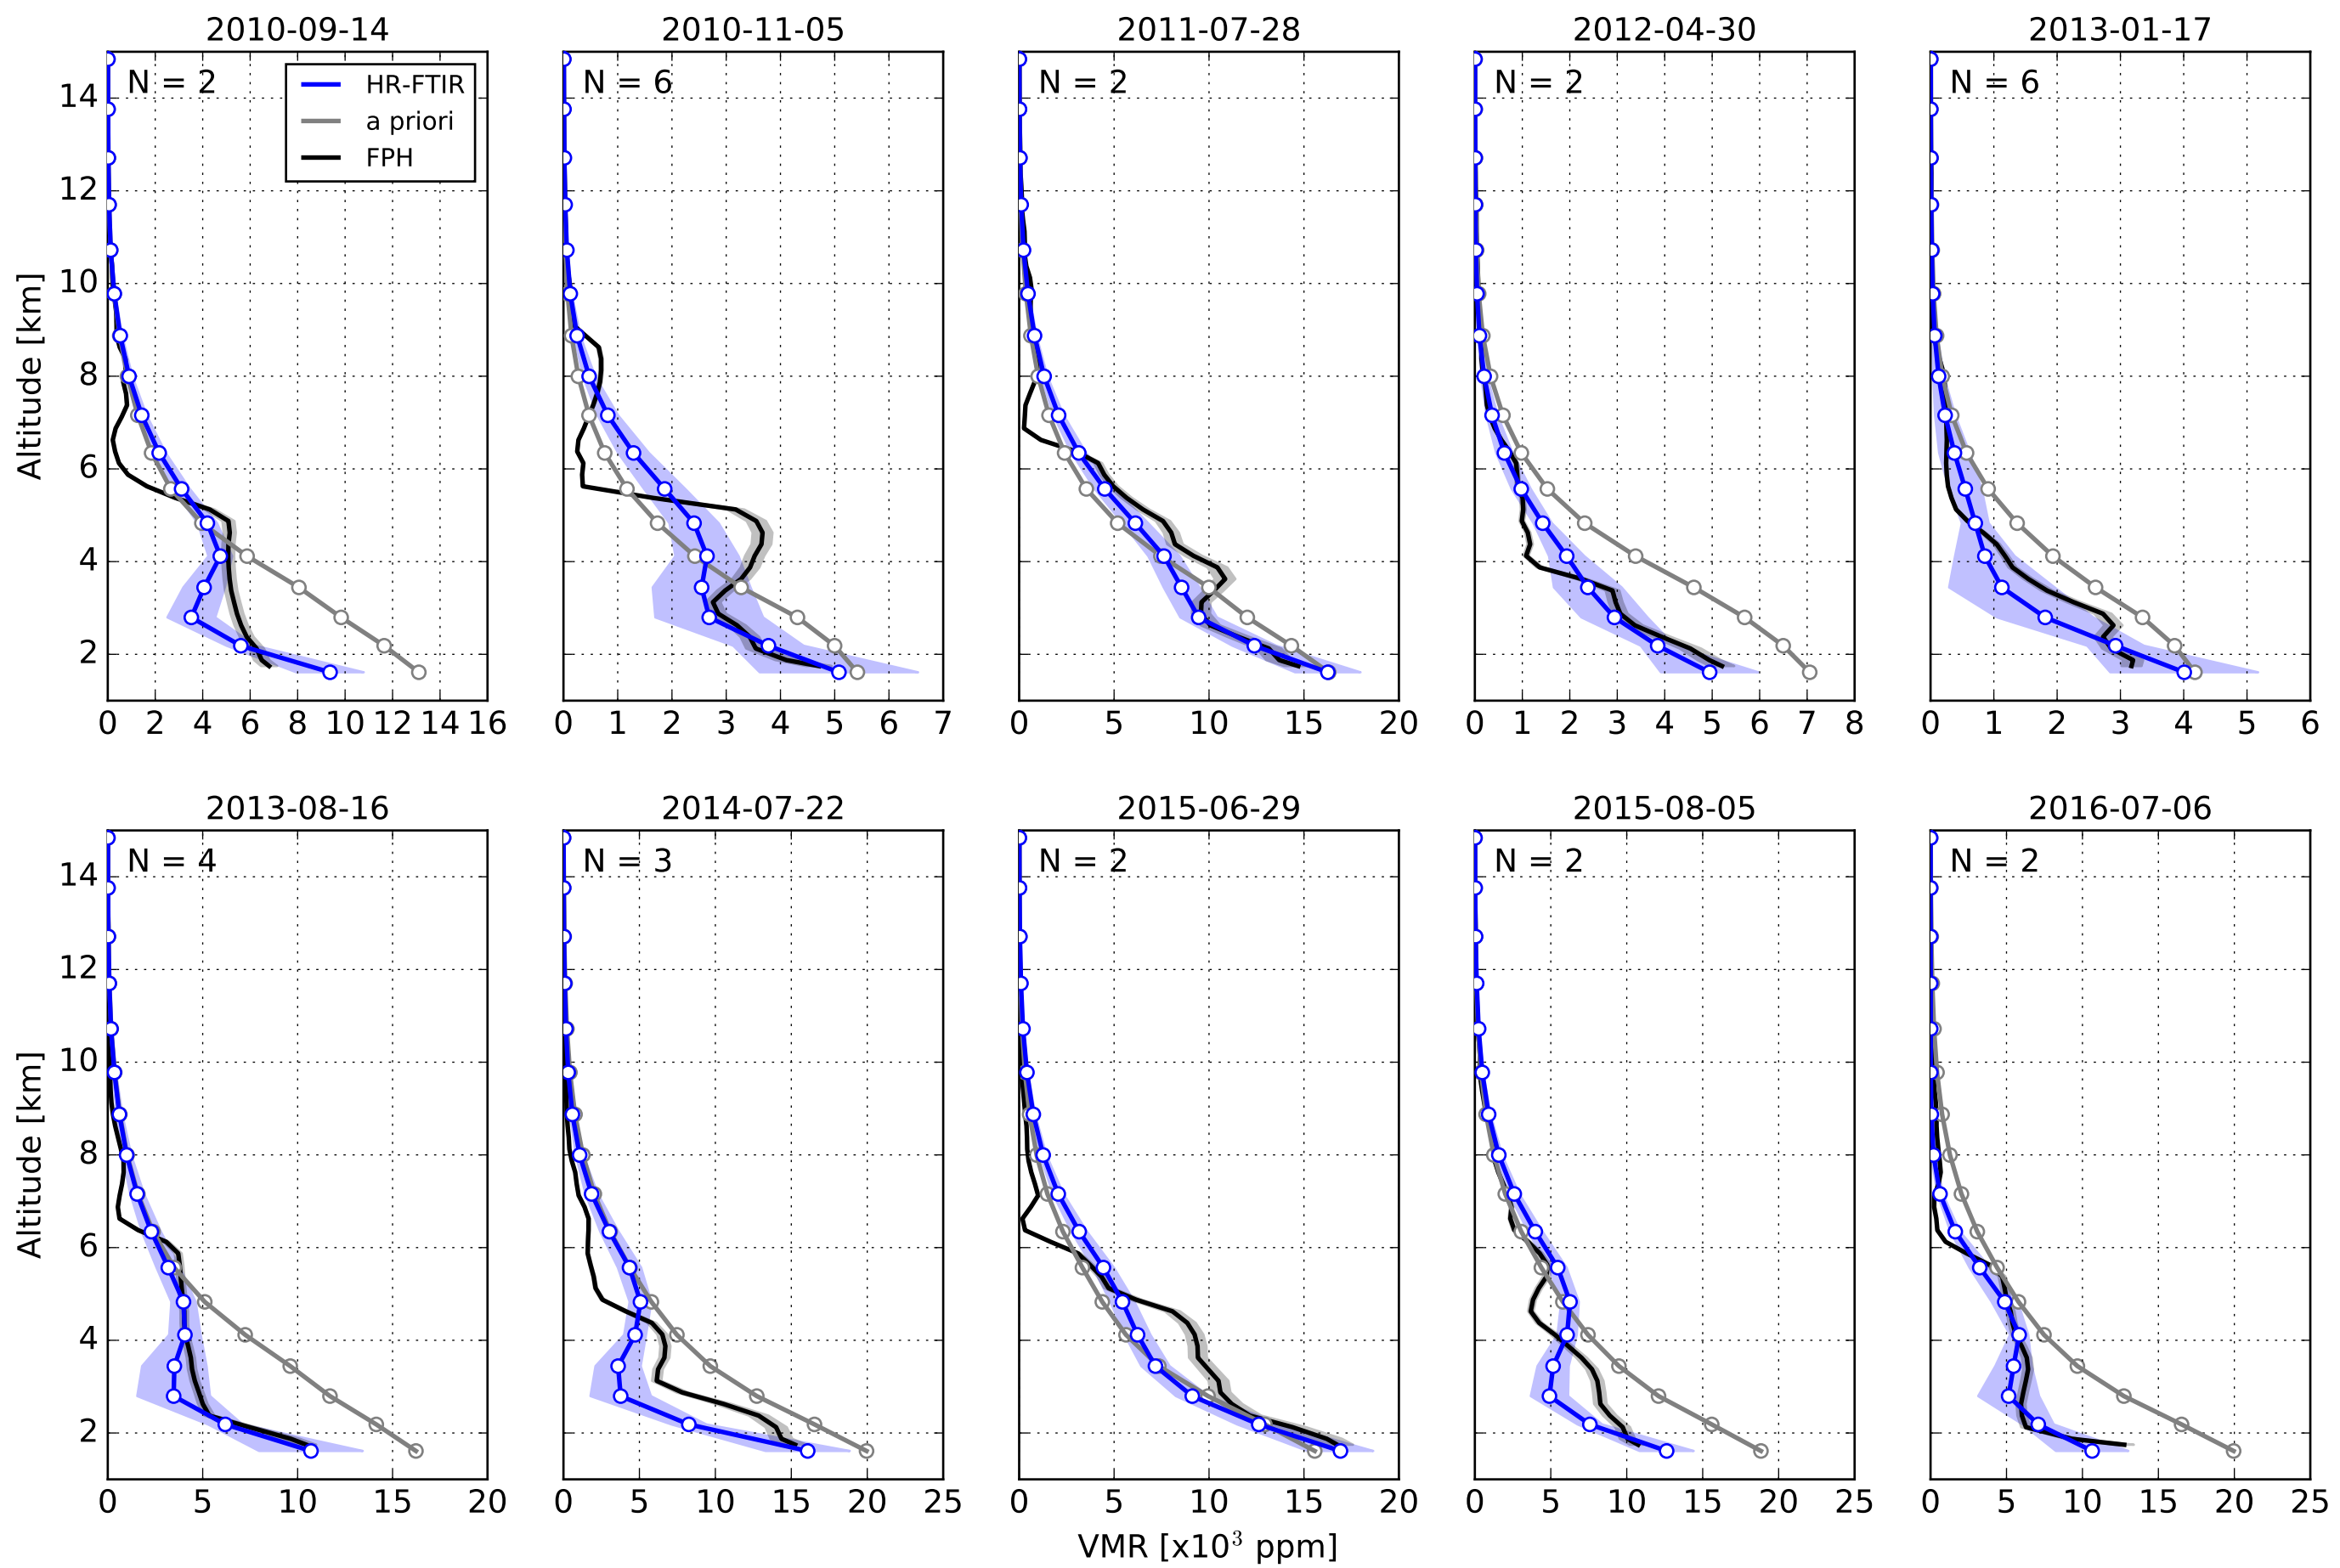 2010-09-14 2010-11-05 2011-07-28 2012-04-30 2013-01-17
N = 2 N = 6 N = 2 N = 2 N = 6
HR-FTIR
a priori
FPH
Altitude [km]
14
12
10
8
6
4
2
0 2 4 6 8 10 12 14 16
0 1 2 3 4 5 6 7
0 5 10 15 20
0 1 2 3 4 5 6 7 8
0 1 2 3 4 5 6
2013-08-16 2014-07-22 2015-06-29 2015-08-05 2016-07-06
N = 4 N = 3 N = 2 N = 2 N = 2
Altitude [km]
14
12
10
8
6
4
2
0 5 10 15 20
0 5 10 15 20 25
0 5 10 15 20
0 5 10 15 20 25
0 5 10 15 20 25
VMR [x10³ ppm]